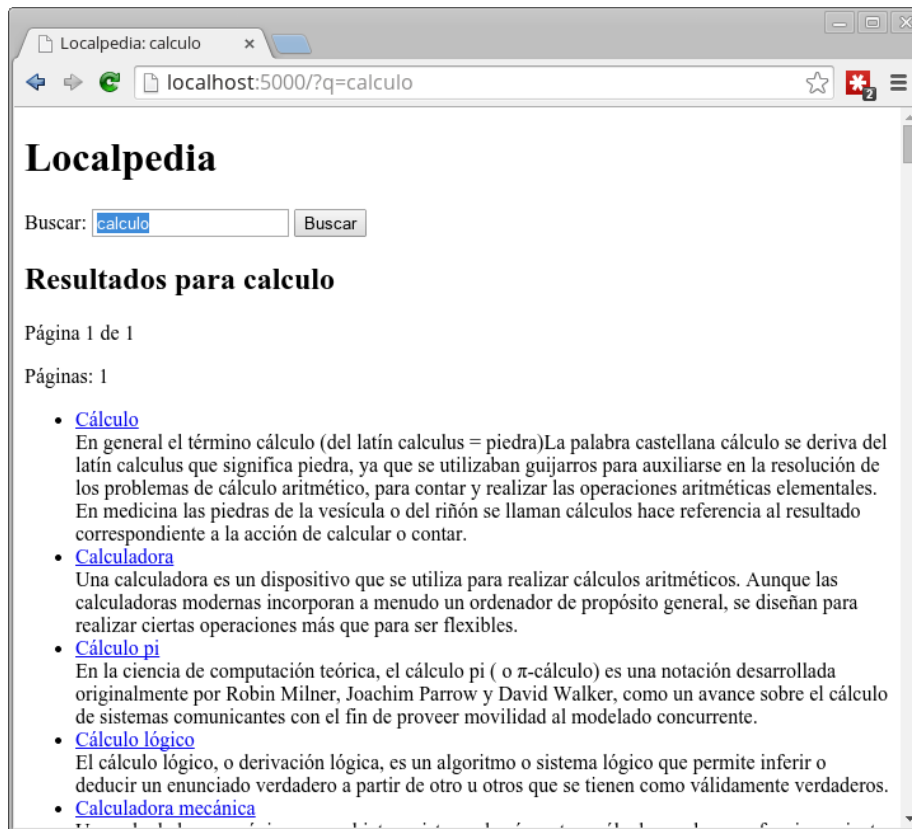 Localpedia: calculo
localhost:5000/?q=calculo
2
Localpedia
Buscar: calculo Buscar
Resultados para calculo
Página 1 de 1
Páginas: 1
Cálculo
En general el término cálculo (del latín calculus = piedra)La palabra castellana cálculo se deriva del
latín calculus que significa piedra, ya que se utilizaban guijarros para auxiliarse en la resolución de
los problemas de cálculo aritmético, para contar y realizar las operaciones aritméticas elementales.
En medicina las piedras de la vesícula o del riñón se llaman cálculos hace referencia al resultado
correspondiente a la acción de calcular o contar.
Calculadora
Una calculadora es un dispositivo que se utiliza para realizar cálculos aritméticos. Aunque las
calculadoras modernas incorporan a menudo un ordenador de propósito general, se diseñan para
realizar ciertas operaciones más que para ser flexibles.
Cálculo pi
En la ciencia de computación teórica, el cálculo pi ( o π-cálculo) es una notación desarrollada
originalmente por Robin Milner, Joachim Parrow y David Walker, como un avance sobre el cálculo
de sistemas comunicantes con el fin de proveer movilidad al modelado concurrente.
Cálculo lógico
El cálculo lógico, o derivación lógica, es un algoritmo o sistema lógico que permite inferir o
deducir un enunciado verdadero a partir de otro u otros que se tienen como válidamente verdaderos.
Calculadora mecánica